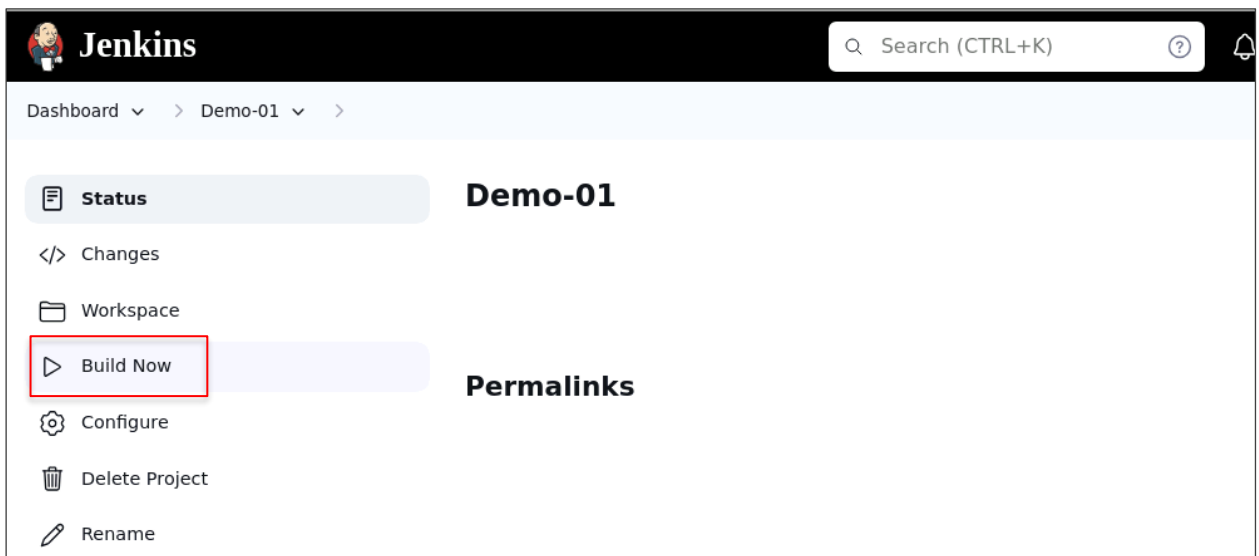 Jenkins
Search (CTRL+K)
Dashboard > Demo-01 >
Status
Demo-01
Changes
Workspace
Build Now
Permalinks
Configure
Delete Project
Rename